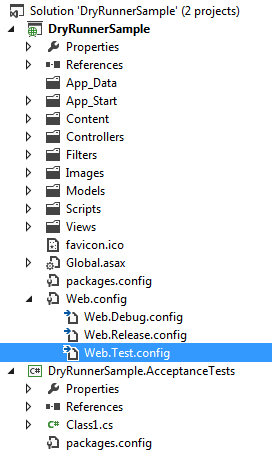 Solution 'DryRunnerSample' (2 projects)
DryRunnerSample
Properties
References
App_Data
App_Start
Content
Controllers
Filters
Images
Models
Scripts
Views
favicon.ico
Global.asax
packages.config
Web.config
Web.Debug.config
Web.Release.config
Web.Test.config
C# DryRunnerSample.AcceptanceTests
Properties
References
C# Class1.cs
packages.config